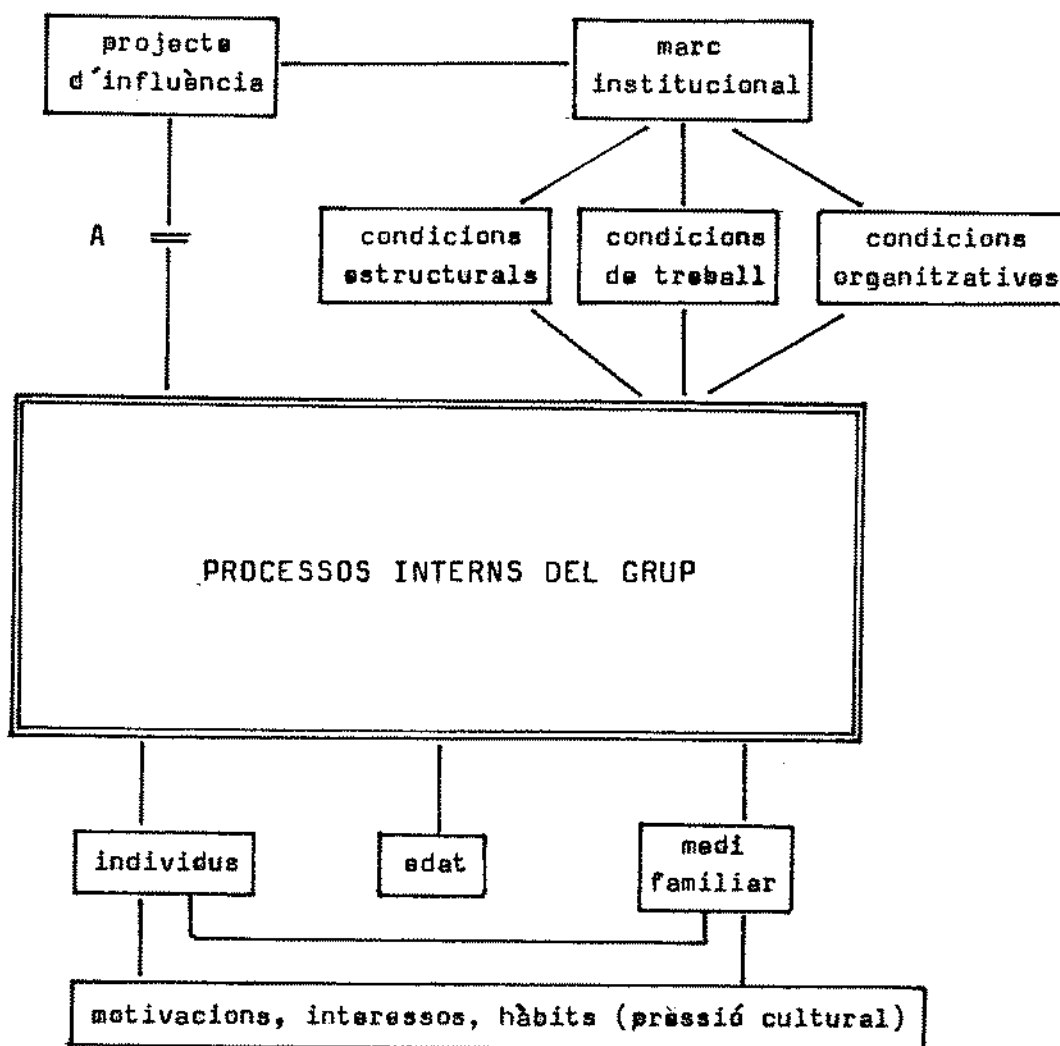 projecte
d'influència
marc
institucional
A
condicions
estructurals
condicions
de treball
condicions
organitzatives
PROCESSOS INTERNS DEL GRUP
individus
edat
medi
familiar
motivacions, interessos, hàbits (pressió cultural)